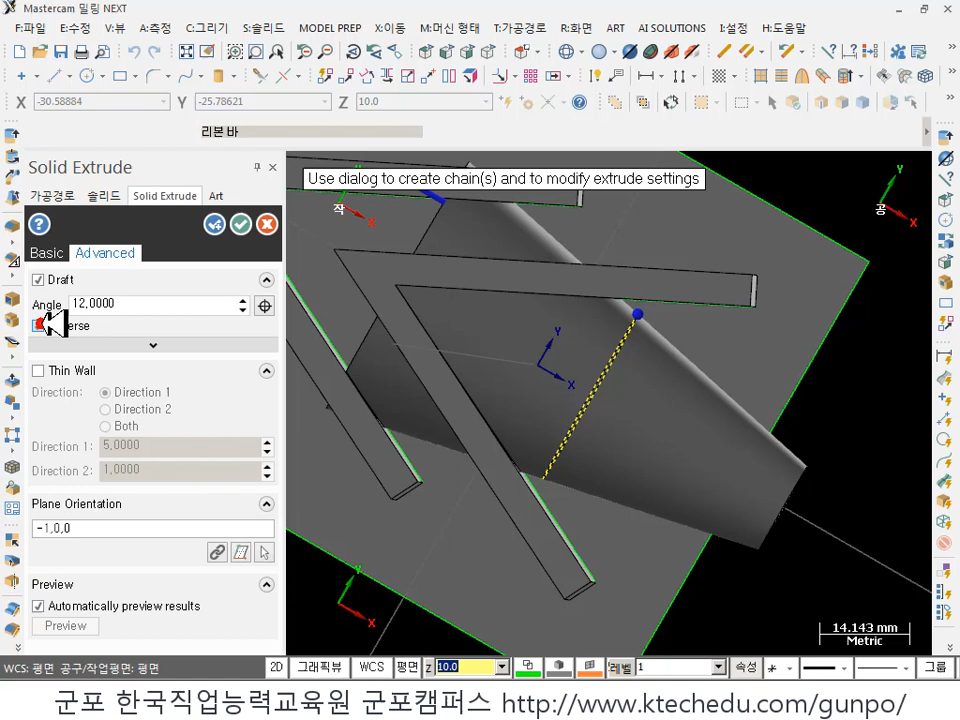 Mastercam 밀링 NEXT
F:파일 E:수정 V:뷰 A:측정 C:그리기 S:솔리드 MODEL PREP X:이동 M:머신 형태 T:가공경로 R:화면 ART AI SOLUTIONS I:설정 H:도움말
X -30.58884 Y -25.78621 Z 10.0
리본 바
Solid Extrude
Use dialog to create chain(s) and to modify extrude settings
가공경로 솔리드 Solid Extrude Art
작 X Y
공 X Y
Basic Advanced
Draft
Angle 12,0000
erse
Thin Wall
Direction: Direction 1
Direction 2
Both
Direction 1: 5,0000
Direction 2: 1,0000
Y X
Plane Orientation
-1,0,0
Preview
Automatically preview results
Preview
Y X
14.143 mm
Metric
WCS: 평면 공구/작업평면: 평면 2D 그래픽뷰 WCS 평면 Z 10.0 레벨 1 속성 그룹
군포 한국직업능력교육원 군포캠퍼스 http://www.ktechedu.com/gunpo/